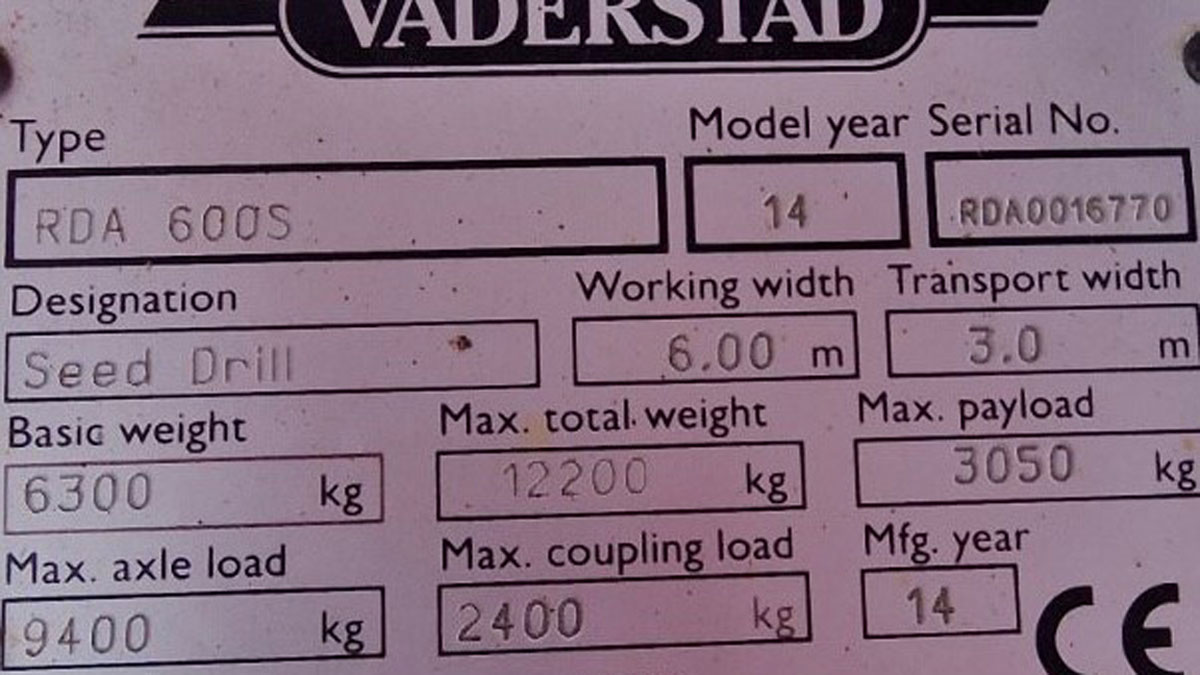 VÄDERSTAD
Type
Model year Serial No.
RDA 600S
14
RDA0016770
Designation
Working width
Transport width
Seed Drill
6.00 m
3.0 m
Basic weight
Max. total weight
Max. payload
6300 kg
12200 kg
3050 kg
Max. axle load
Max. coupling load
Mfg. year
9400 kg
2400 kg
14
CE